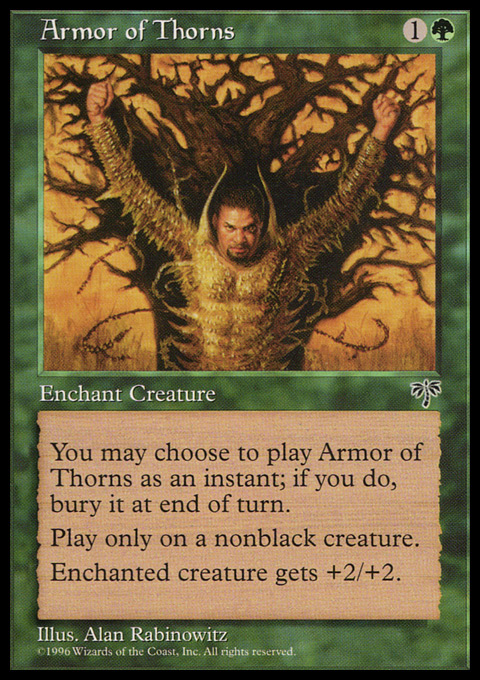 Armor of Thorns 1
Enchant Creature
You may choose to play Armor of
Thorns as an instant; if you do,
bury it at end of turn.
Play only on a nonblack creature.
Enchanted creature gets +2/+2.
Illus. Alan Rabinowitz
©1996 Wizards of the Coast, Inc. All rights reserved.